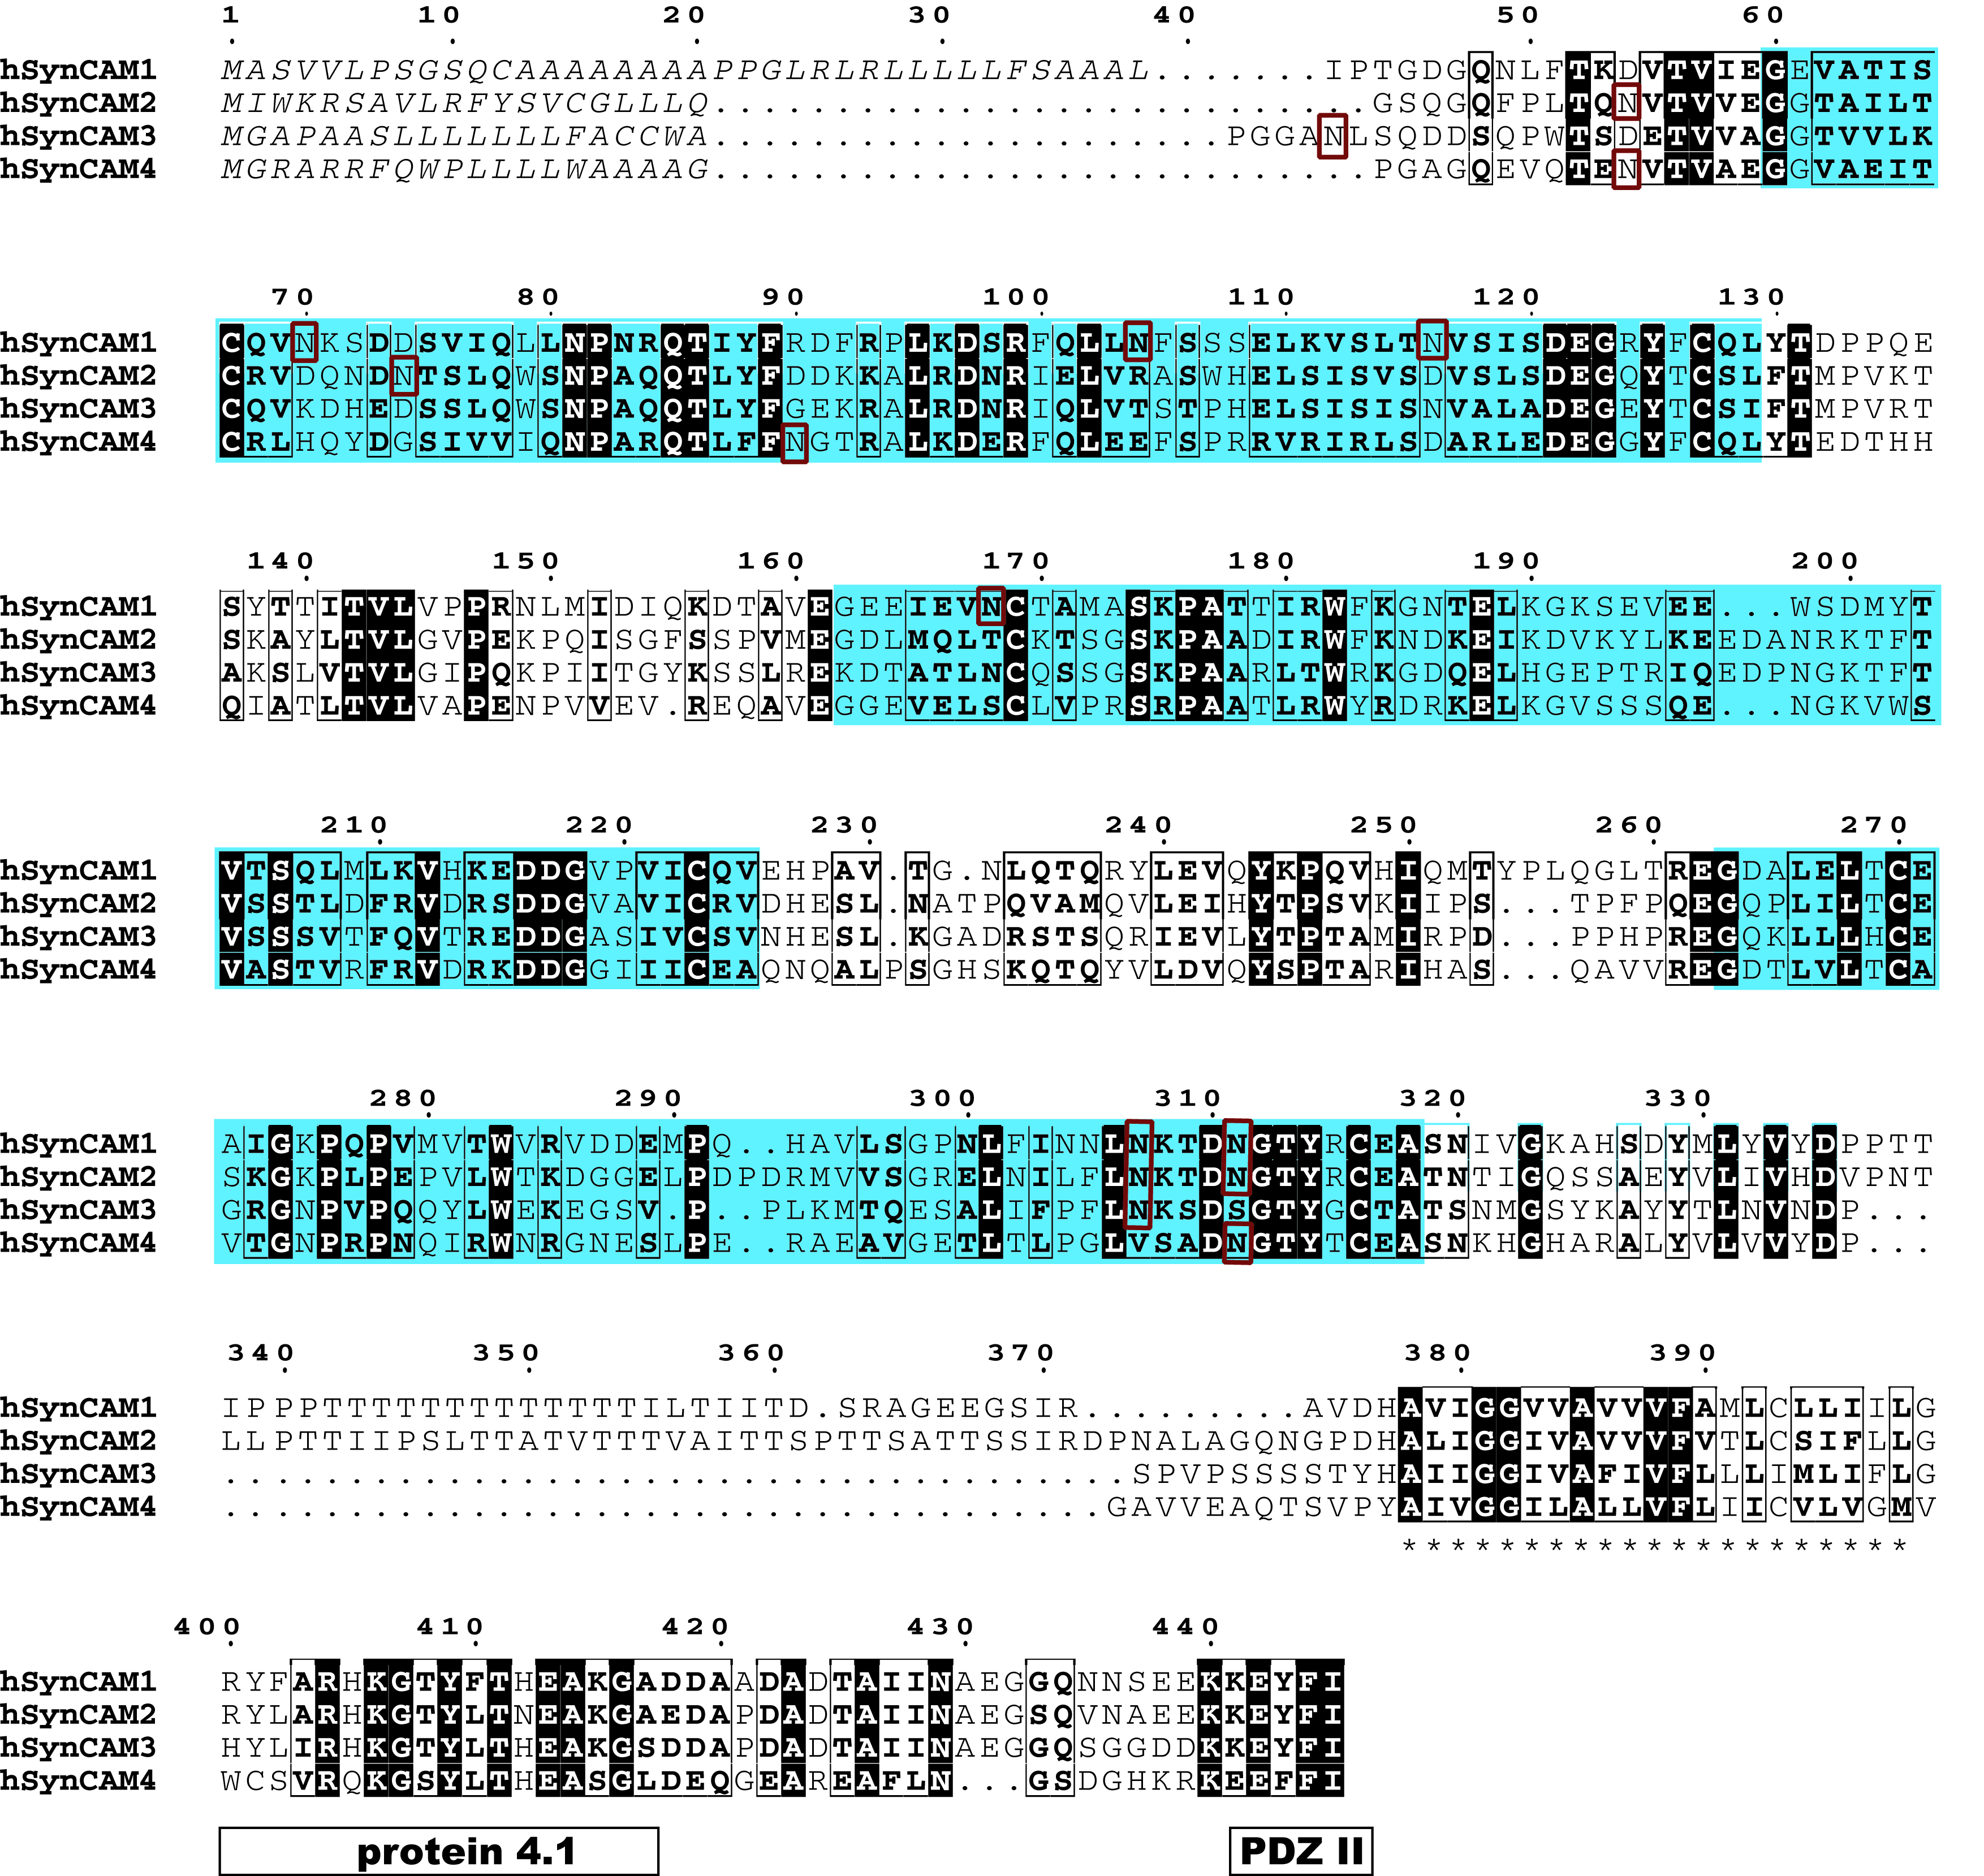 1 10 20 30 40 50 60
hSynCAM1 MASVVLPSGSQCAAAAAAAAPPGLRLRLLLLLFSAAAL.......IPTGDGQNLFTKDVTVIEGEVATIS
hSynCAM2 MIWKRSAVLRFYSVCGLLLQ...........................GSQGQFPLTQNVTVVEGGTAILT
hSynCAM3 MGAPAASLLLLLLLFACCWA.....................PGGANLSQDDSQPWTSDETVVAGGTVVLK
hSynCAM4 MGRARRFQWPLLLLWAAAAG...........................PGAGQEVQTENVTVAEGGVAEIT
70 80 90 100 110 120 130
hSynCAM1 CQVNKSDDSVIQLLNPNRQTIYFRDFRPLKDSRFQLLNFSSSELKVSLTNVSISDEGRYFCQLYTDPPQE
hSynCAM2 CRVDQNDNTSLQWSNPAQQTLYFDDKKALRDNRIELVRASWHELSISVSDVSLSDEGQYTCSLFTMPVKT
hSynCAM3 CQVKDHEDSSLQWSNPAQQTLYFGEKRALRDNRIQLVTSTPHELSISISNVALADEGEYTCSIFTMPVRT
hSynCAM4 CRLHQYDGSIVVIQNPARQTLFFNGTRALKDERFQLEEFSPRRVRIRLSDARLEDEGGYFCQLYTEDTHH
140 150 160 170 180 190 200
hSynCAM1 SYTTITVLVPPRNLMIDIQKDTAVEGEEIEVNCTAMASKPATTIRWFKGNTELKGKSEVEE...WSDMYT
hSynCAM2 SKAYLTVLGVPEKPQISGFSSPVMEGDLMQLTCKTSGSKPAADIRWFKNDKEIKDVKYLKEEDANRKTFT
hSynCAM3 AKSLVTVLGIPQKPIITGYKSSLREKDTATLNCQSSGSKPAARLTWRKGDQELHGEPTRIQEDPNGKTFT
hSynCAM4 QIATLTVLVAPENPVVEV.REQAVEGGEVELSCLVPRSRPAATLRWYRDRKELKGVSSSQE...NGKVWS
210 220 230 240 250 260 270
hSynCAM1 VTSQLMLKVHKEDDGVPVICQVEHPAV.TG.NLQTQRYLEVQYKPQVHIQMTYPLQGLTREGDALELTCE
hSynCAM2 VSSTLDFRVDRSDDGVAVICRVDHESL.NATPQVAMQVLEIHYTPSVKIIPS...TPFPQEGQPLILTCE
hSynCAM3 VSSSVTFQVTREDDGASIVCSVNHESL.KGADRSTSQRIEVLYTPTAMIRPD...PPHPREGQKLLLHCE
hSynCAM4 VASTVRFRVDRKDDGGIIICEAQNQALPSGHSKQTQYVLDVQYSPTARIHAS...QAVVREGDTLVLTCA
280 290 300 310 320 330
hSynCAM1 AIGKPQPVMVTWVRVDDEMPQ..HAVLSGPNLFINNLNKTDNGTYRCEASNIVGKAHSDYMLYVYDPPTT
hSynCAM2 SKGKPLPEPVLWTKDGGELPDPDRMVVSGRELNILFLNKTDNGTYRCEATNTIGQSSAEYVLIVHDVPNT
hSynCAM3 GRGNPVPQQYLWEKEGSV.P..PLKMTQESALIFPFLNKSDSGTYGCTATSNMGSYKAYYTLNVNDP...
hSynCAM4 VTGNPRPNQIRWNRGNESLPE..RAEAVGETLTLPGLVSADNGTYTCEASNKHGHARALYVLVVYDP...
340 350 360 370 380 390
hSynCAM1 IPPPTTTTTTTTTTTTTILTIITD.SRAGEEGSIR.........AVDHAVIGGVVAVVVFAMLCLLIILG
hSynCAM2 LLPTTIIPSLTTATVTTTVAITTSPTTSATTSSIRDPNALAGQNGPDHALIGGIVAVVVFVTLCSIFLLG
hSynCAM3 .....................................SPVPSSSSTYHAIIGGIVAFIVFLLLIMLIFLG
hSynCAM4 ....................................GAVVEAQTSVPYAIVGGILALLVFLIICVLVGMV
*********************
400 410 420 430 440
hSynCAM1 RYFARHKGTYFTHEAKGADDAADADTAIINAEGGQNNSEEKKEYFI
hSynCAM2 RYLARHKGTYLTNEAKGAEDAPDADTAIINAEGSQVNAEEKKEYFI
hSynCAM3 HYLIRHKGTYLTHEAKGSDDAPDADTAIINAEGGQSGGDDKKEYFI
hSynCAM4 WCSVRQKGSYLTHEASGLDEQGEAREAFLN...GSDGHKRKEEFFI
protein 4.1 PDZ II